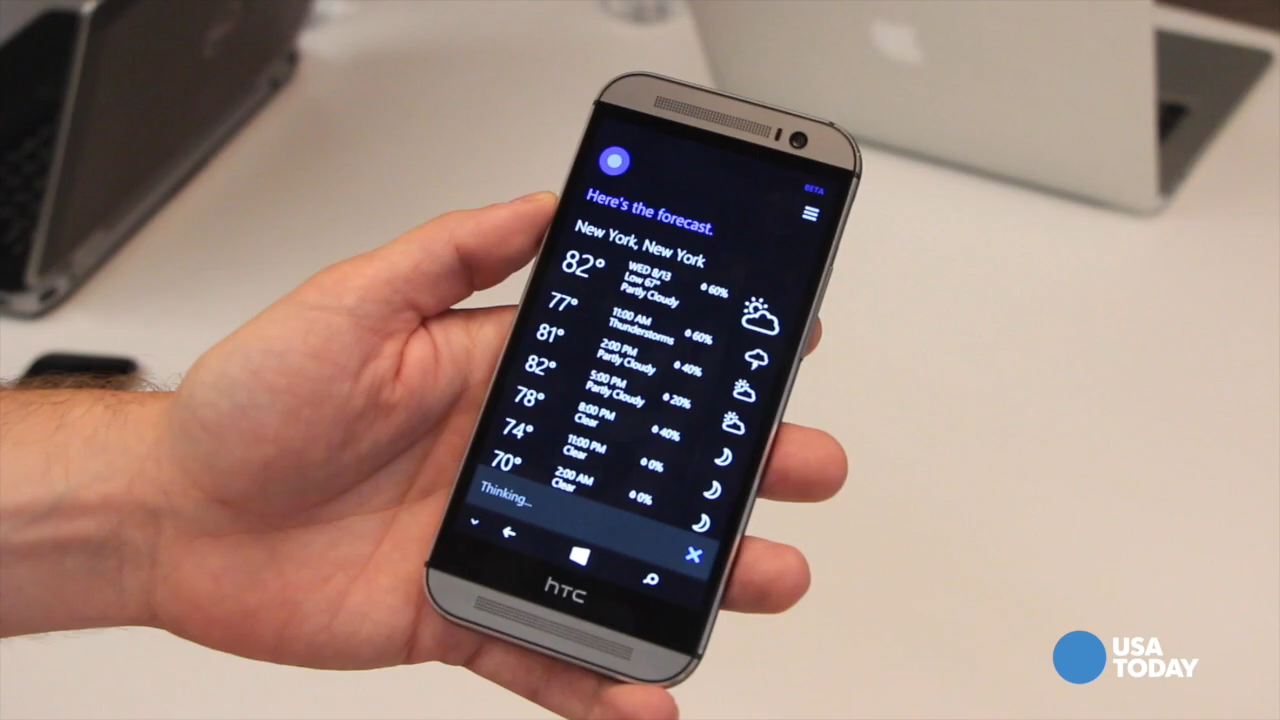 BETA
Here's the forecast.
New York, New York
82° WED 8/13 60%
Low 67°
Partly Cloudy
77° 11:00 AM 60%
Thunderstorms
81° 2:00 PM 40%
Partly Cloudy
82° 5:00 PM 20%
Partly Cloudy
78° 8:00 PM 40%
Clear
74° 11:00 PM 0%
Clear
70° 2:00 AM 0%
Clear
Thinking...
hTC
USA
TODAY